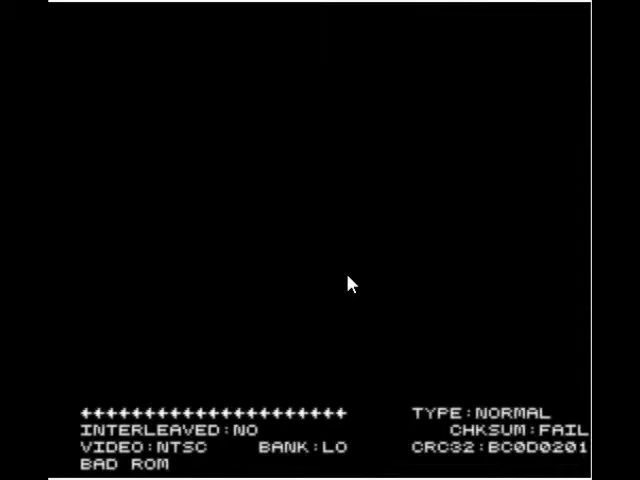 TYPE:NORMAL
INTERLEAVED:NO CHKSUM:FAIL
VIDEO:NTSC BANK:LO CRC32:BC0D0201
BAD ROM